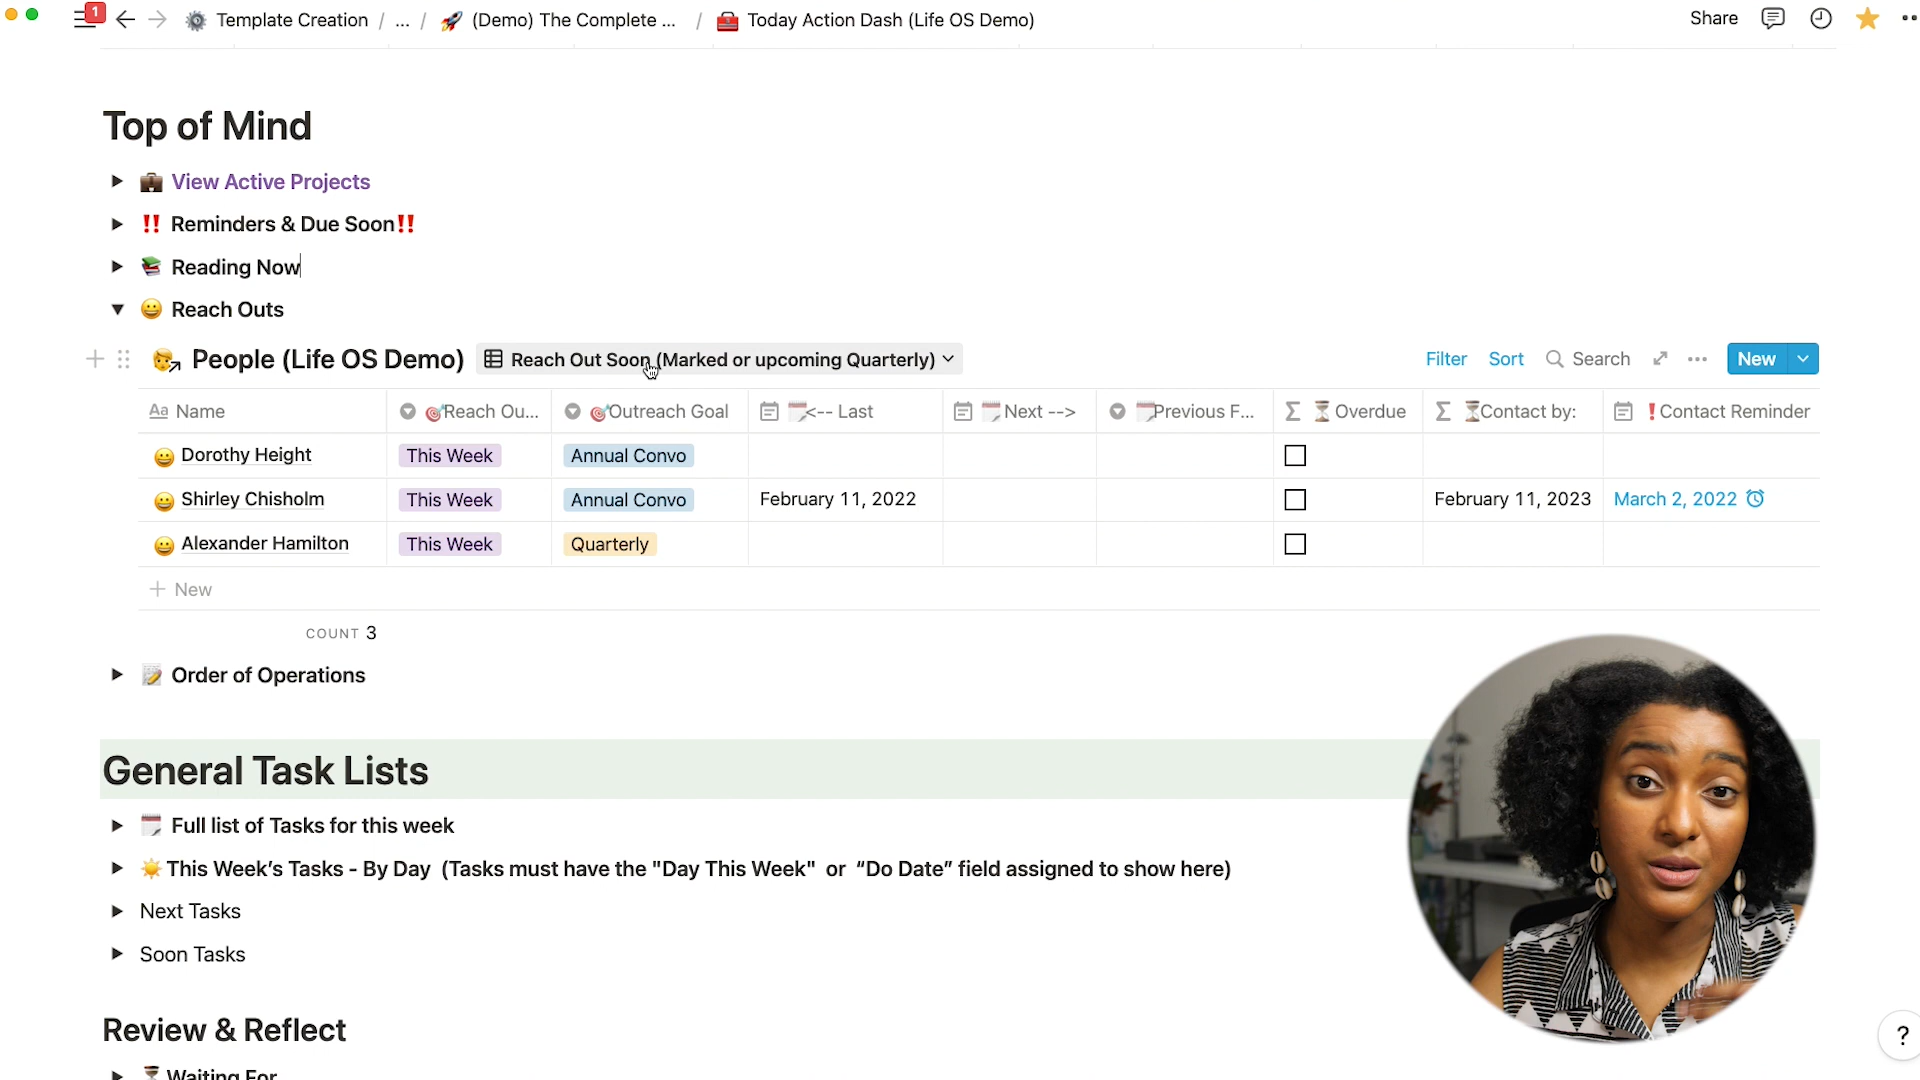 1
Template Creation / ... / (Demo) The Complete ... / Today Action Dash (Life OS Demo)
Share
Top of Mind
View Active Projects
‼️ Reminders & Due Soon‼️
Reading Now
Reach Outs
People (Life OS Demo) Reach Out Soon (Marked or upcoming Quarterly)
Filter Sort Search ... New
Aa Name Reach Ou... Outreach Goal <-- Last Next --> Previous F... Σ Overdue Σ Contact by: ❗Contact Reminder
Dorothy Height This Week Annual Convo
Shirley Chisholm This Week Annual Convo February 11, 2022 February 11, 2023 March 2, 2022
Alexander Hamilton This Week Quarterly
+ New
COUNT 3
Order of Operations
General Task Lists
Full list of Tasks for this week
This Week's Tasks - By Day (Tasks must have the "Day This Week" or “Do Date” field assigned to show here)
Next Tasks
Soon Tasks
Review & Reflect
Waiting For
?